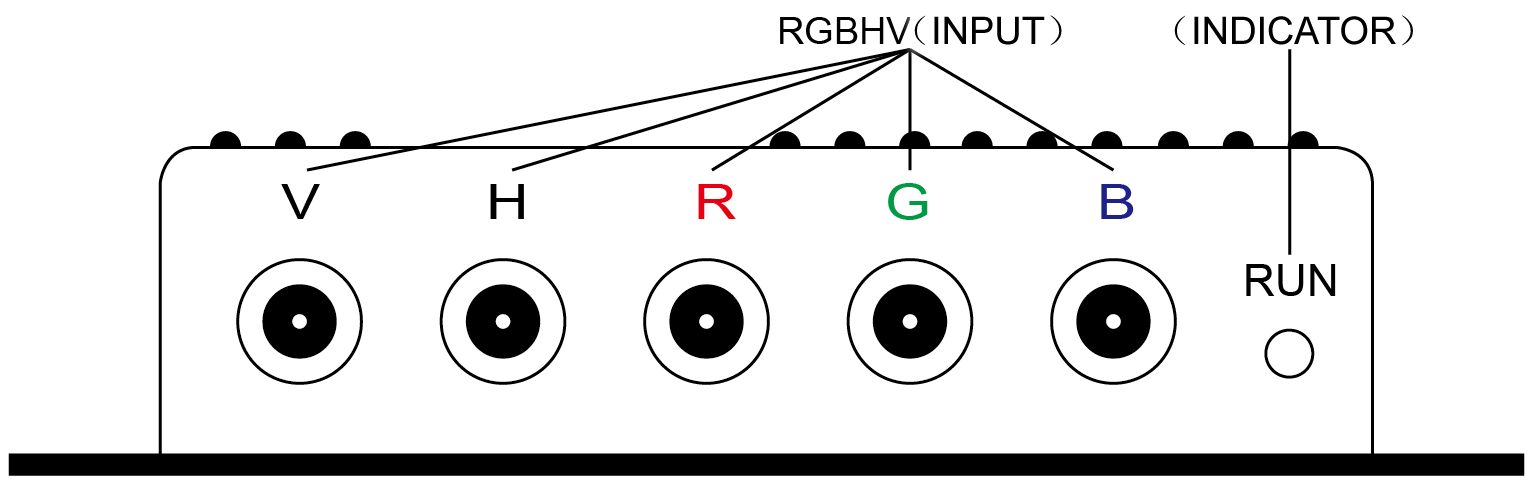 RGBHV（INPUT）
（INDICATOR）
V H R G B
RUN